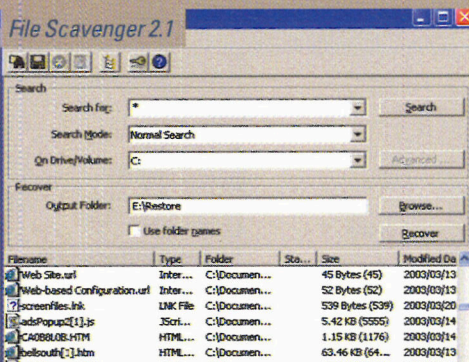 File Scavenger 2.1
Search
Search for: * Search
Search Mode: Normal Search
On Drive/Volume: C: Advanced ...
Recover
Output Folder: E:\Restore Browse...
Use folder names Recover
Filename Type Folder Sta... Size Modified Da
Web Site.url Inter... C:\Documen... 45 Bytes (45) 2003/03/13
Web-based Configuration.url Inter... C:\Documen... 52 Bytes (52) 2003/03/13
screenfiles.lnk LNK File C:\Documen... 539 Bytes (539) 2003/03/20
adsPopup2[1].js JScri... C:\Documen... 5.42 KB (5555) 2003/03/14
CA0B8L0B.HTM HTML... C:\Documen... 1.15 KB (1176) 2003/03/14
bellsouth[1].htm HTML... C:\Documen... 63.46 KB (64... 2003/03/13